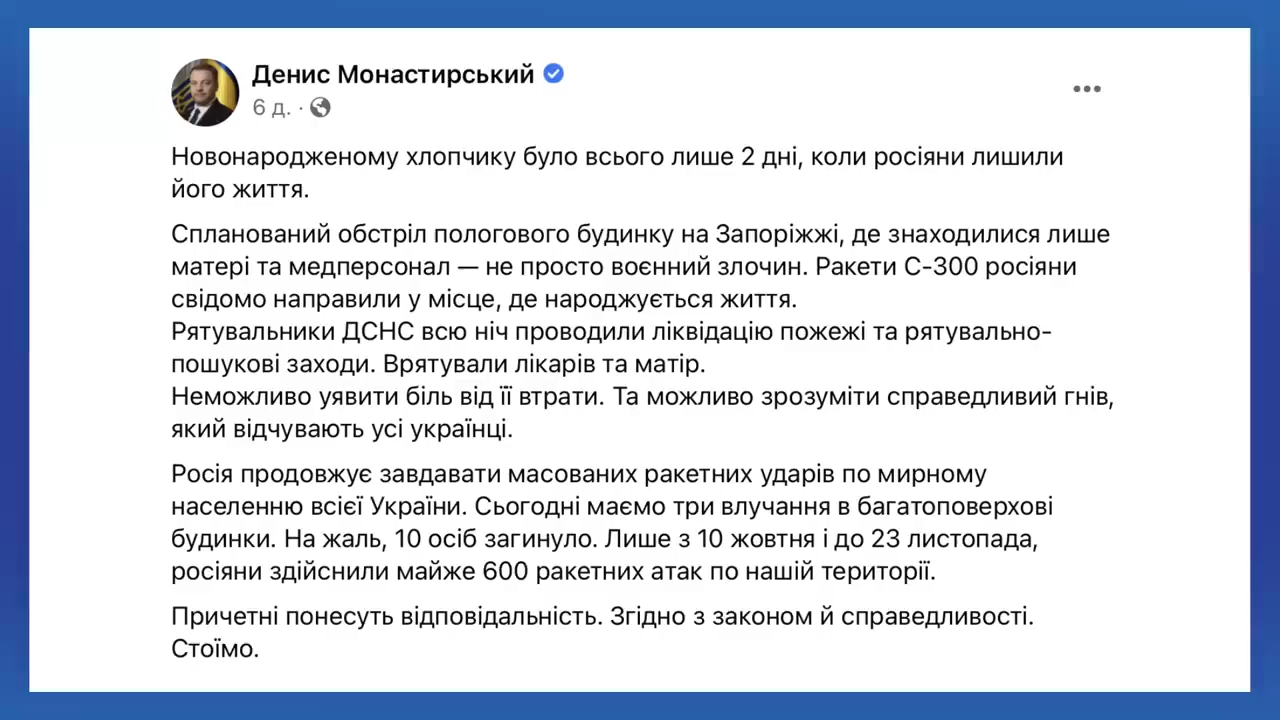 Денис Монастирський
6 д. ·
Новонародженому хлопчику було всього лише 2 дні, коли росіяни лишили
його життя.
Спланований обстріл пологового будинку на Запоріжжі, де знаходилися лише
матері та медперсонал — не просто воєнний злочин. Ракети С-300 росіяни
свідомо направили у місце, де народжується життя.
Рятувальники ДСНС всю ніч проводили ліквідацію пожежі та рятувально-
пошукові заходи. Врятували лікарів та матір.
Неможливо уявити біль від її втрати. Та можливо зрозуміти справедливий гнів,
який відчувають усі українці.
Росія продовжує завдавати масованих ракетних ударів по мирному
населенню всієї України. Сьогодні маємо три влучання в багатоповерхові
будинки. На жаль, 10 осіб загинуло. Лише з 10 жовтня і до 23 листопада,
росіяни здійснили майже 600 ракетних атак по нашій території.
Причетні понесуть відповідальність. Згідно з законом й справедливості.
Стоїмо.